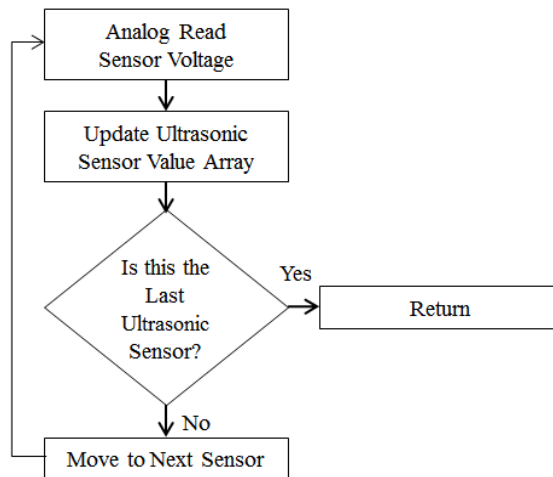 Analog Read
Sensor Voltage
Update Ultrasonic
Sensor Value Array
Is this the
Last
Ultrasonic
Sensor?
Yes
Return
No
Move to Next Sensor